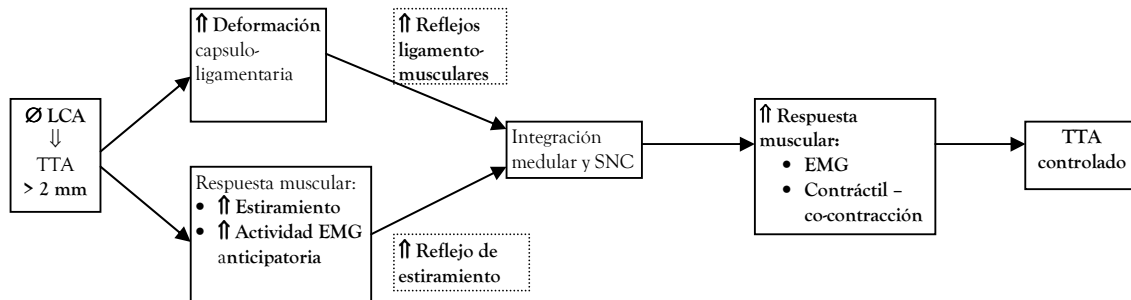 Ø LCA
⇓
TTA
> 2 mm
⇑ Deformación
capsulo-
ligamentaria
⇑ Reflejos
ligamento-
musculares
Respuesta muscular:
• ⇑ Estiramiento
• ⇑ Actividad EMG
anticipatoria
⇑ Reflejo de
estiramiento
Integración
medular y SNC
⇑ Respuesta
muscular:
• EMG
• Contráctil –
co-contracción
TTA
controlado